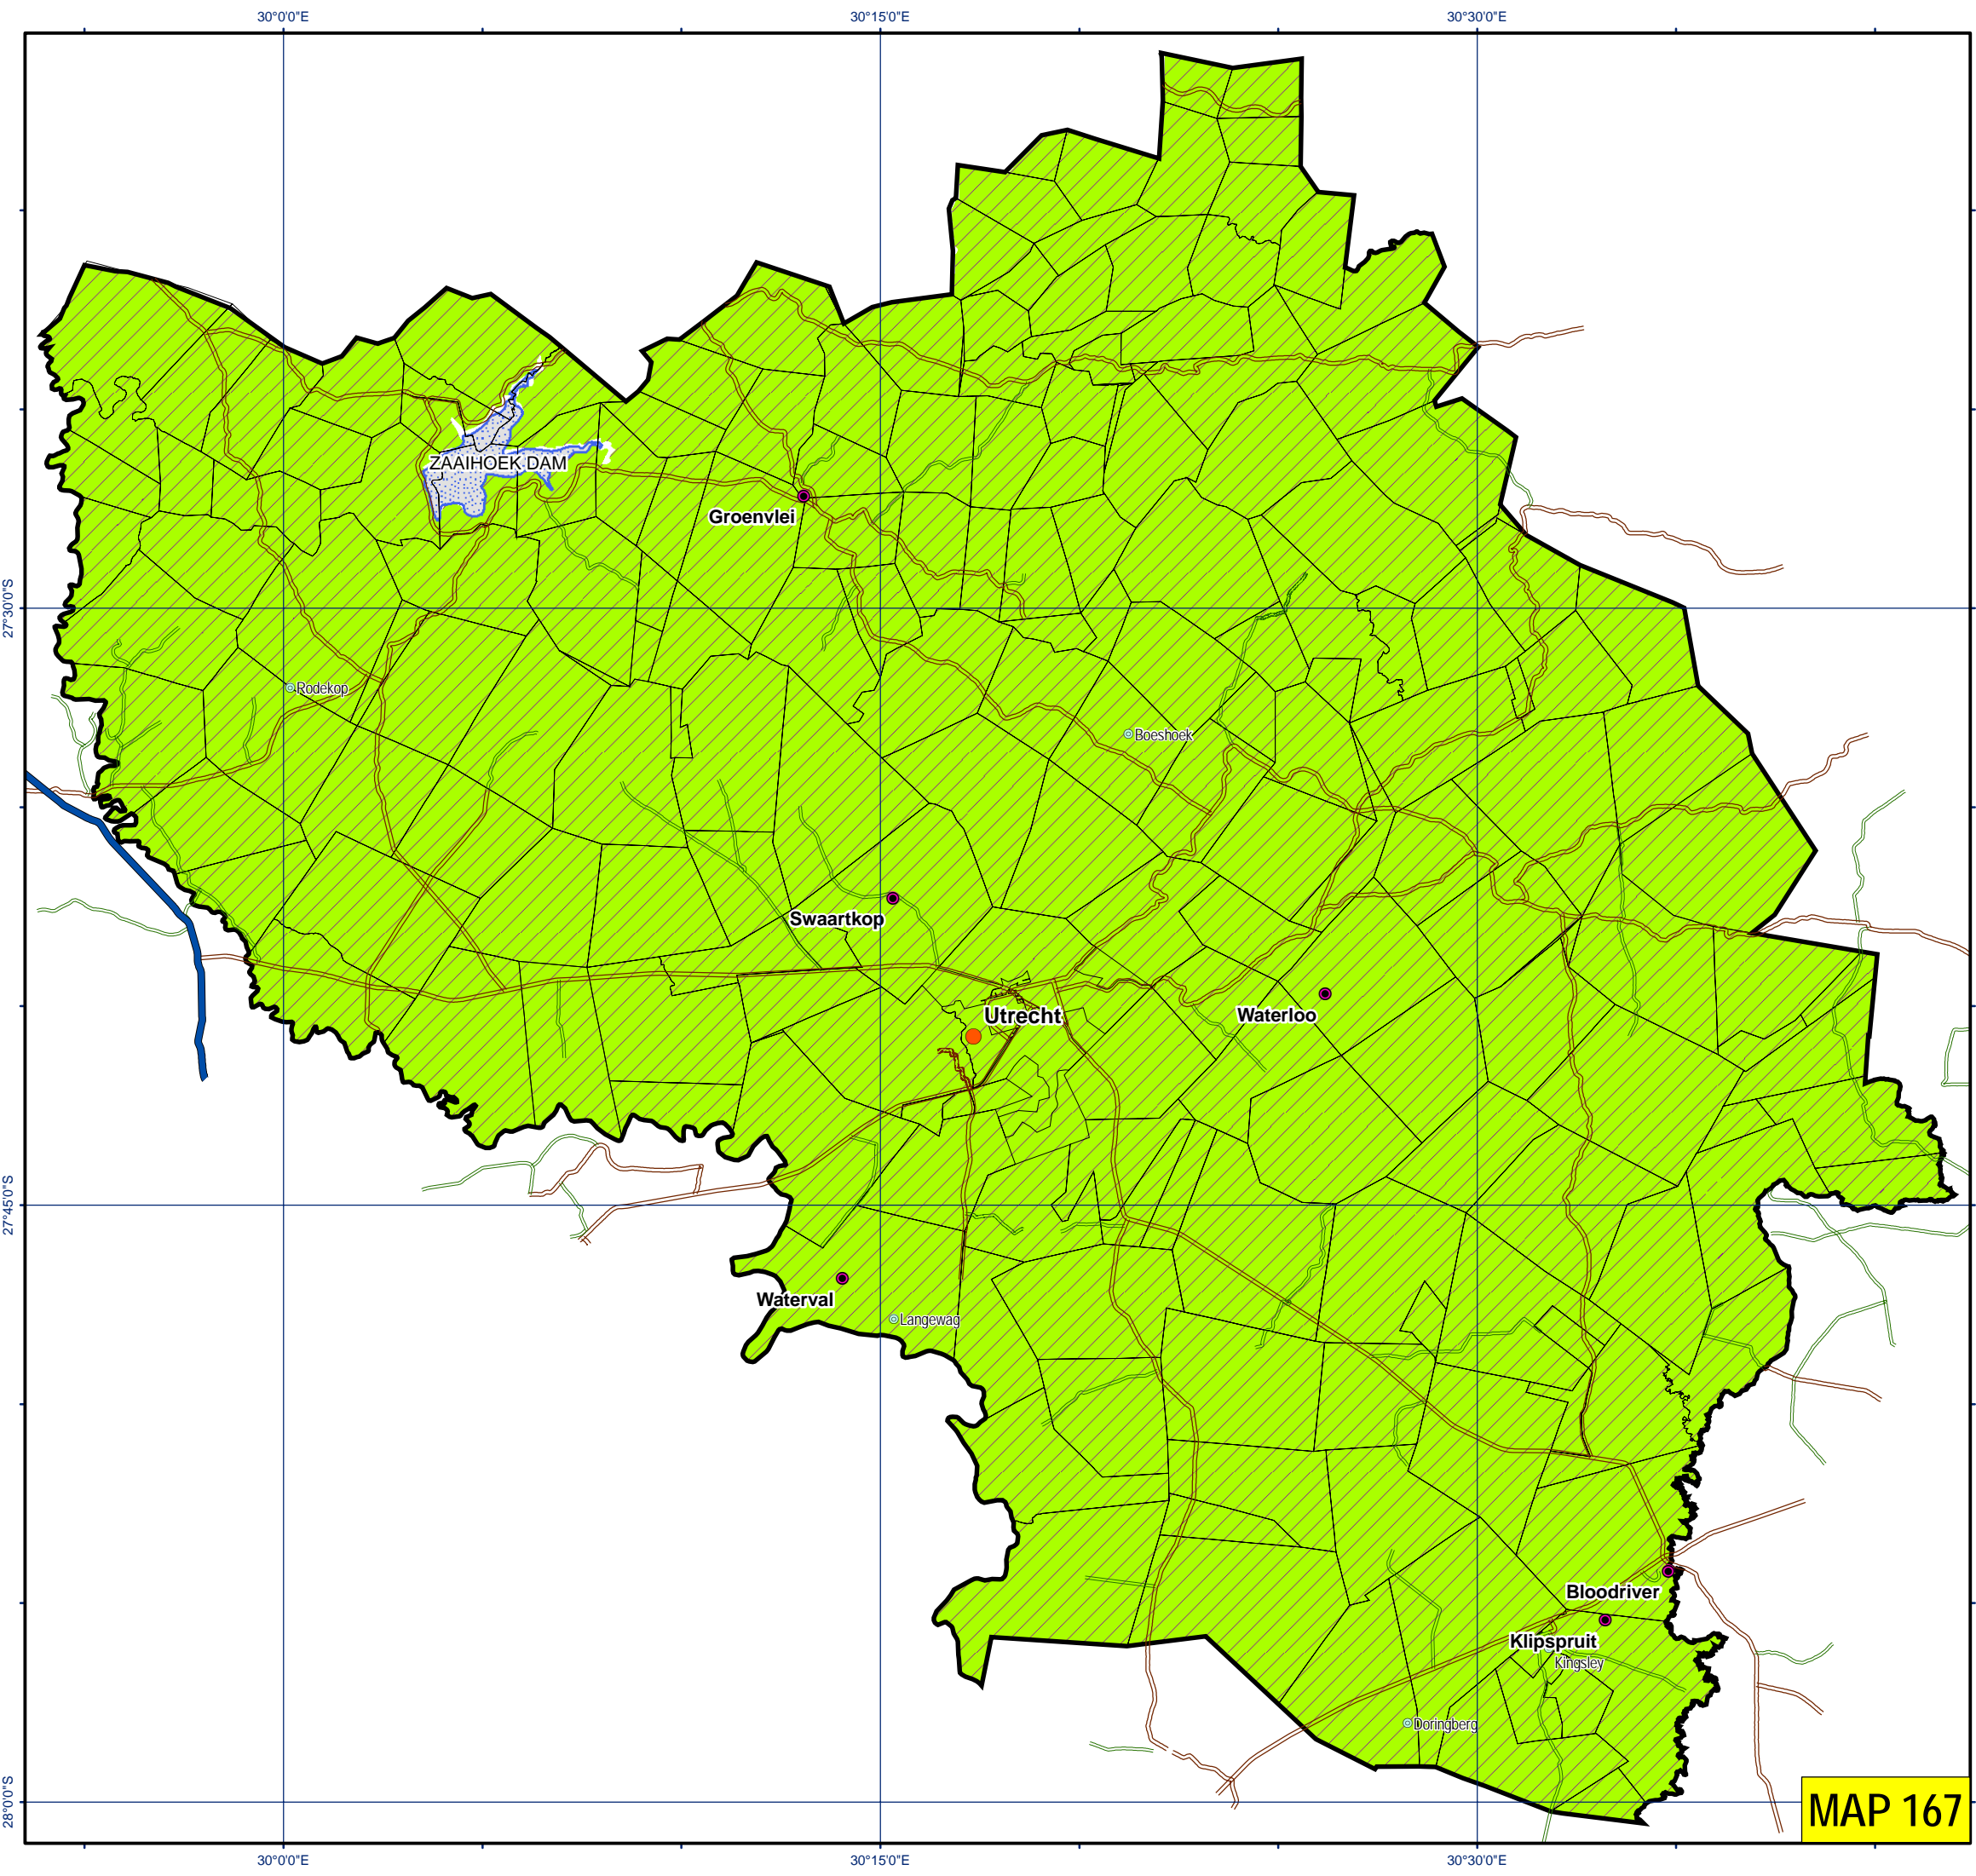 30°0'0"E
30°15'0"E
30°30'0"E
ZAAIHOEK DAM
Groenvlei
27°30'0"S
Rodekop
Boeshoek
Swaartkop
Utrecht
Waterloo
27°45'0"S
Waterval
Langewag
Bloodriver
Klipspruit
Kingsley
Doringberg
28°0'0"S
MAP 167
30°0'0"E
30°15'0"E
30°30'0"E